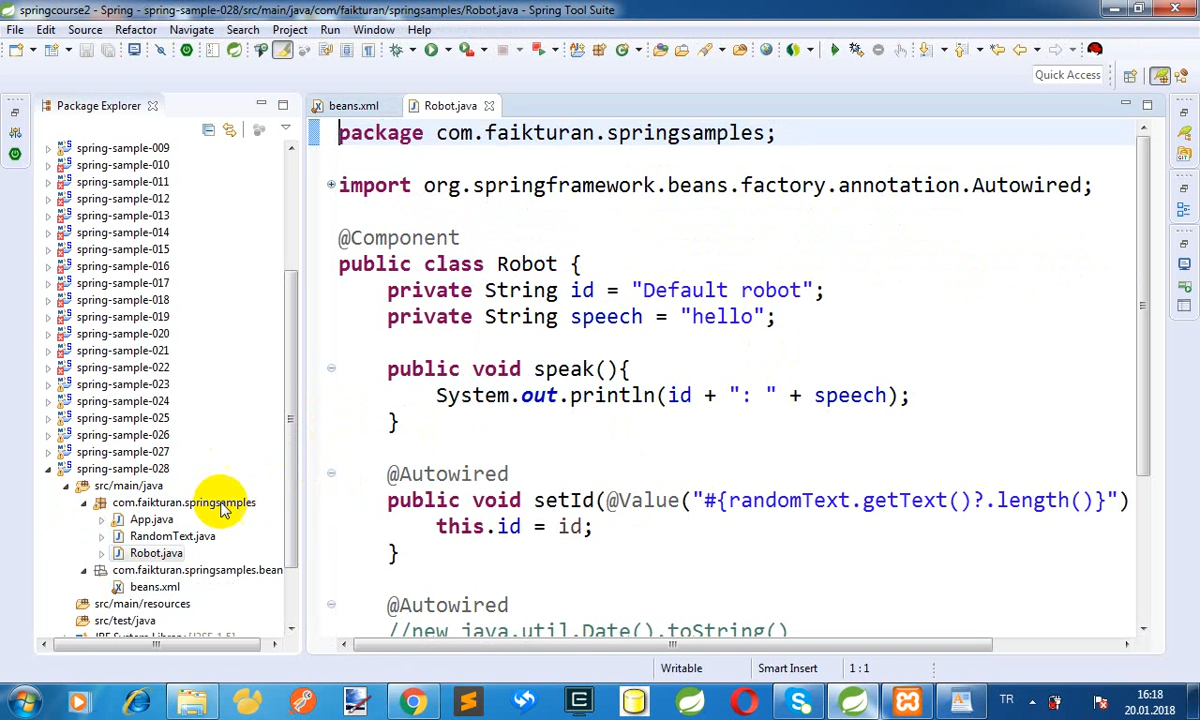 springcourse2 - Spring - spring-sample-028/src/main/java/com/faikturan/springsamples/Robot.java - Spring Tool Suite
File Edit Source Refactor Navigate Search Project Run Window Help
Quick Access
Package Explorer
beans.xml
Robot.java
spring-sample-009
spring-sample-010
spring-sample-011
spring-sample-012
spring-sample-013
spring-sample-014
spring-sample-015
spring-sample-016
spring-sample-017
spring-sample-018
spring-sample-019
spring-sample-020
spring-sample-021
spring-sample-022
spring-sample-023
spring-sample-024
spring-sample-025
spring-sample-026
spring-sample-027
spring-sample-028
src/main/java
com.faikturan.springsamples
App.java
RandomText.java
Robot.java
com.faikturan.springsamples.bean
beans.xml
src/main/resources
src/test/java
JRE System Library [J2SE-1.5]
package com.faikturan.springsamples;
import org.springframework.beans.factory.annotation.Autowired;
@Component
public class Robot {
private String id = "Default robot";
private String speech = "hello";
public void speak(){
System.out.println(id + ": " + speech);
}
@Autowired
public void setId(@Value("#{randomText.getText()?.length()}")
this.id = id;
}
@Autowired
//new java.util.Date().toString()
Writable
Smart Insert
1 : 1
TR
16:18
20.01.2018